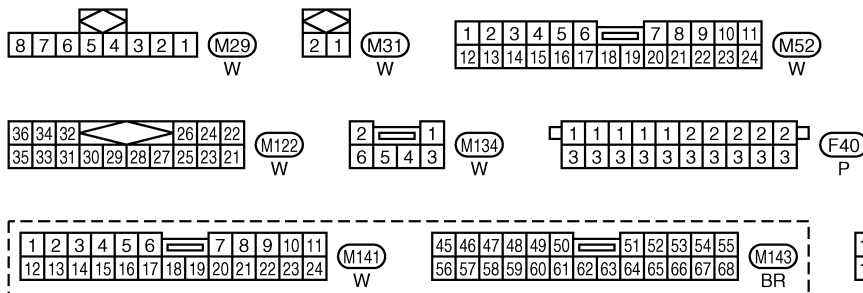 8 7 6 5 4 3 2 1 M29
W
2 1 M31
W
1 2 3 4 5 6 7 8 9 10 11
12 13 14 15 16 17 18 19 20 21 22 23 24 M52
W
36 34 32 26 24 22
35 33 31 30 29 28 27 25 23 21 M122
W
2 1
6 5 4 3 M134
W
1 1 1 1 1 2 2 2 2 2
3 3 3 3 3 3 3 3 3 3 F40
P
1 2 3 4 5 6 7 8 9 10 11
12 13 14 15 16 17 18 19 20 21 22 23 24 M141
W
45 46 47 48 49 50 51 52 53 54 55
56 57 58 59 60 61 62 63 64 65 66 67 68 M143
BR